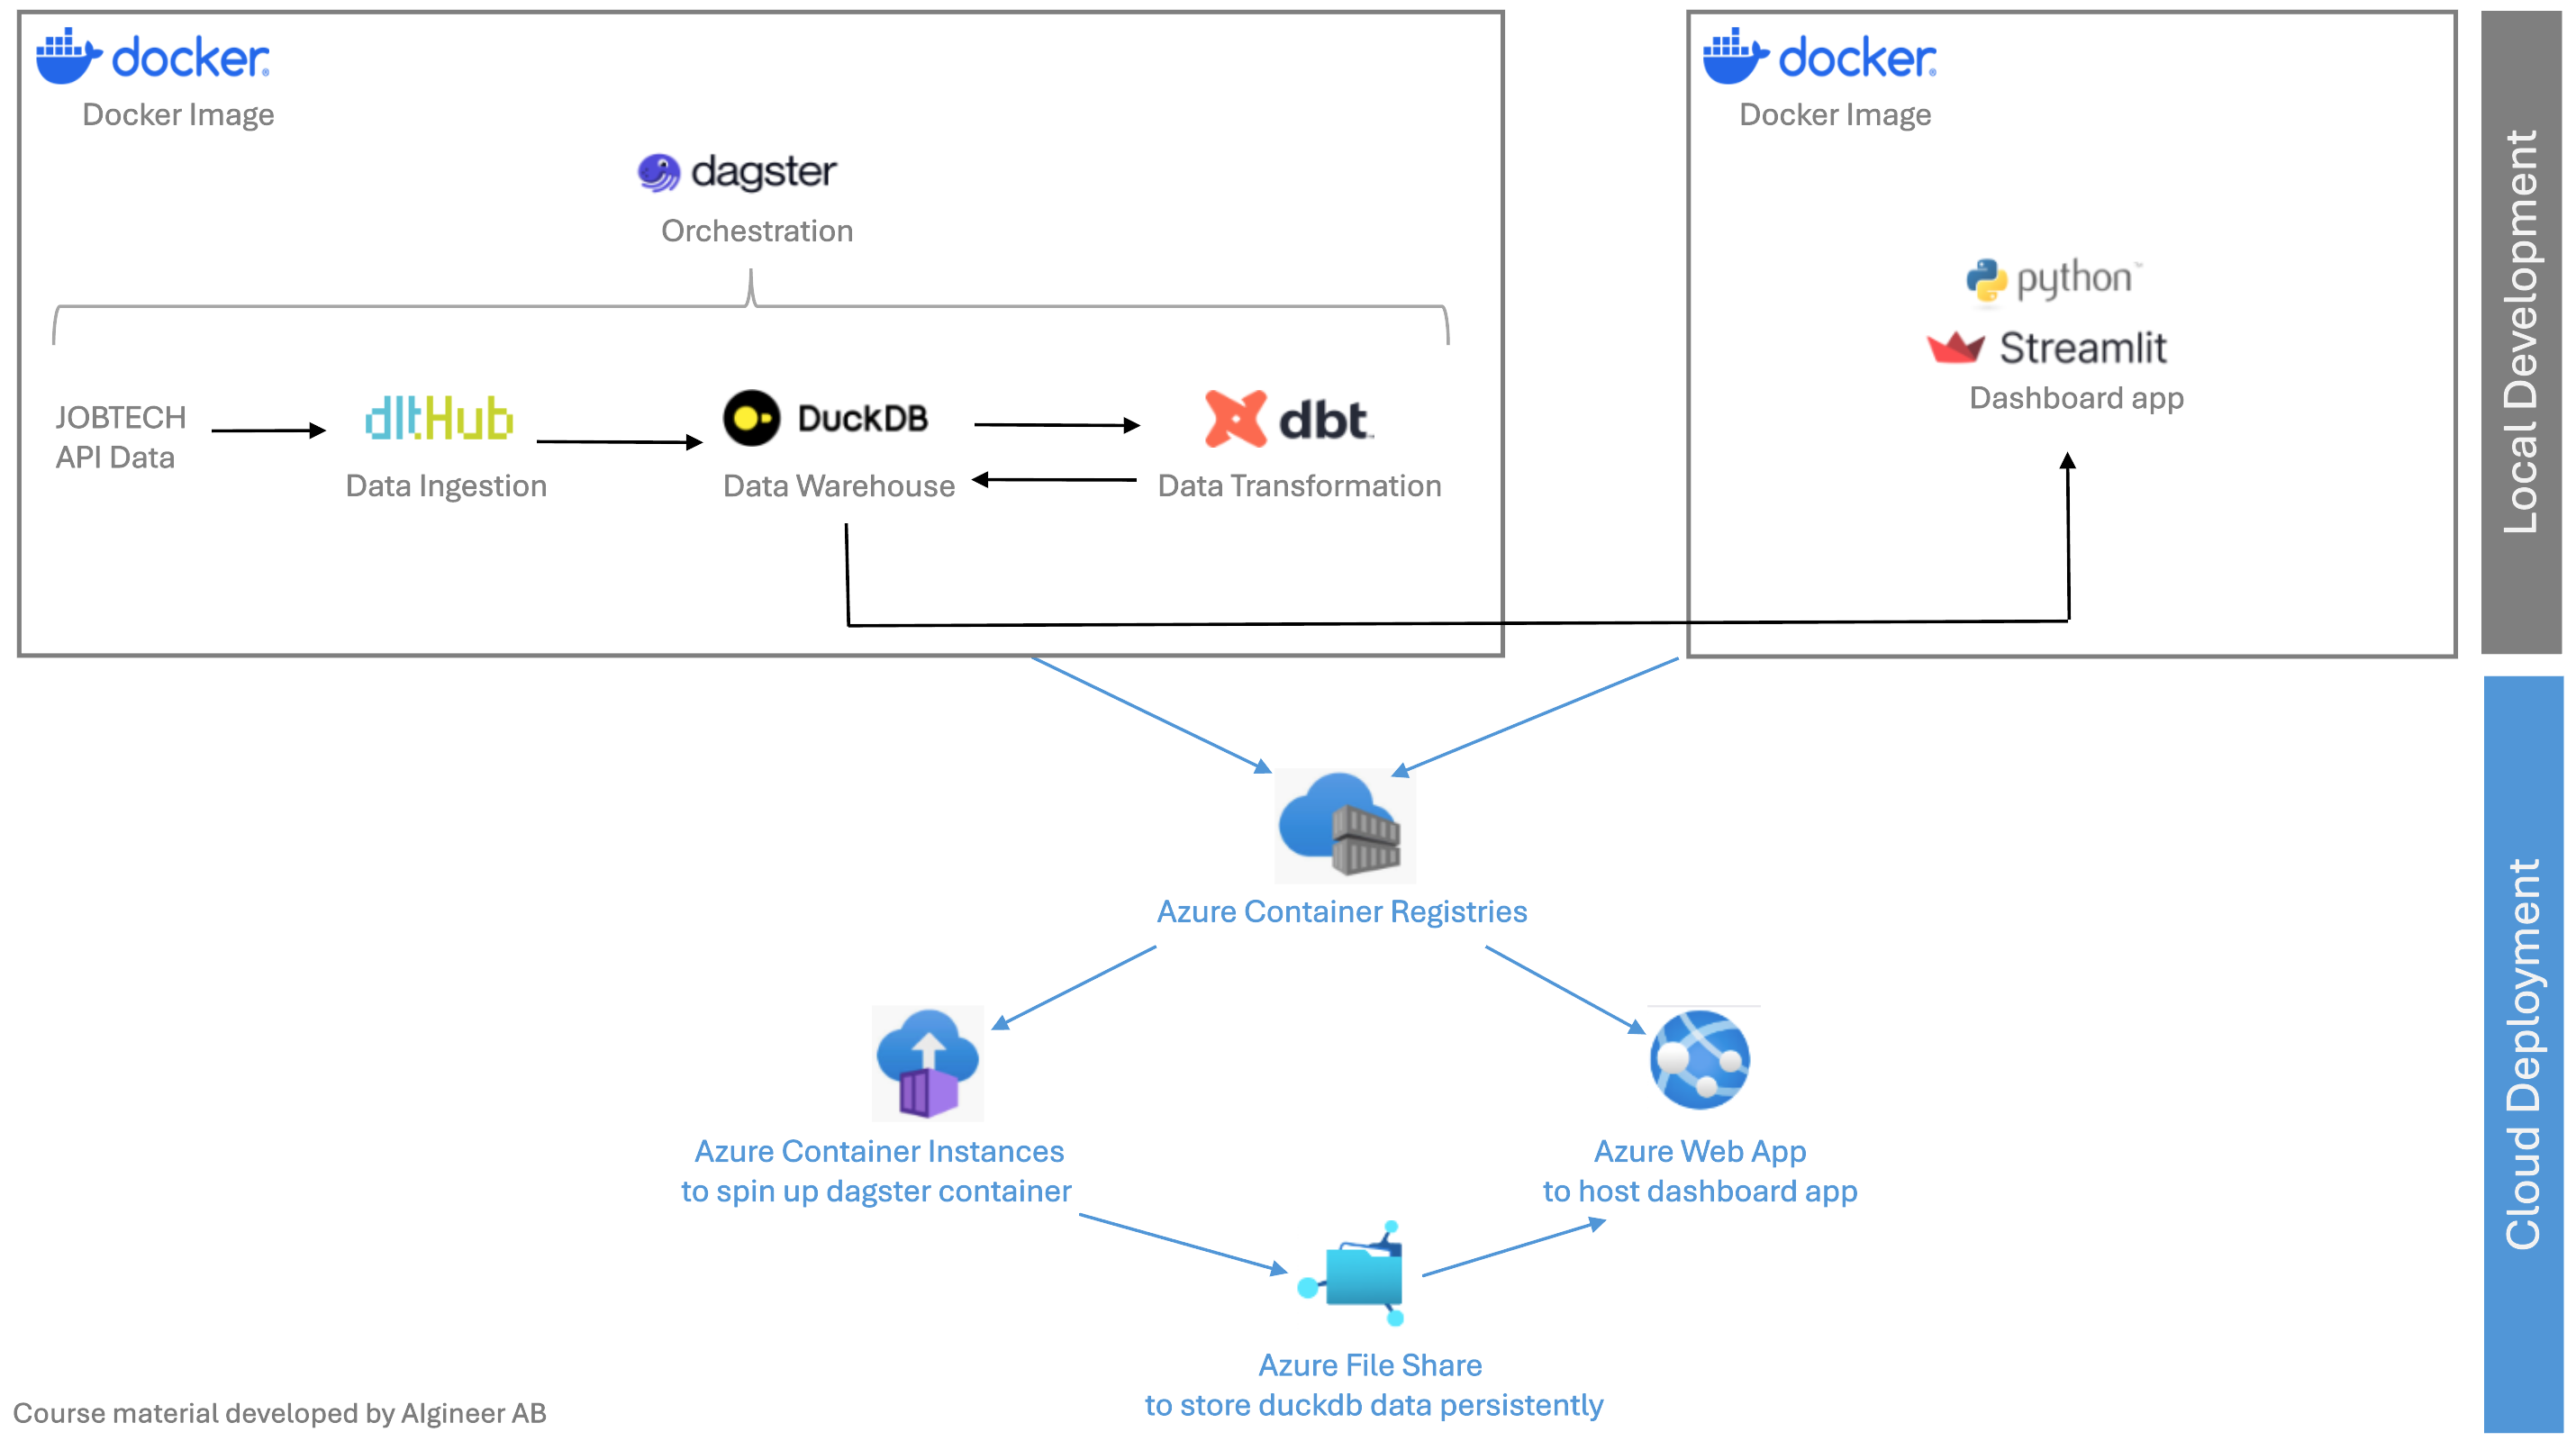 docker
Docker Image
dagster
Orchestration
JOBTECH
API Data
dltHub
Data Ingestion
DuckDB
Data Warehouse
dbt
Data Transformation
docker
Docker Image
python
Streamlit
Dashboard app
Local Development
Azure Container Registries
Azure Container Instances
to spin up dagster container
Azure Web App
to host dashboard app
Azure File Share
to store duckdb data persistently
Cloud Deployment
Course material developed by AIgineer AB